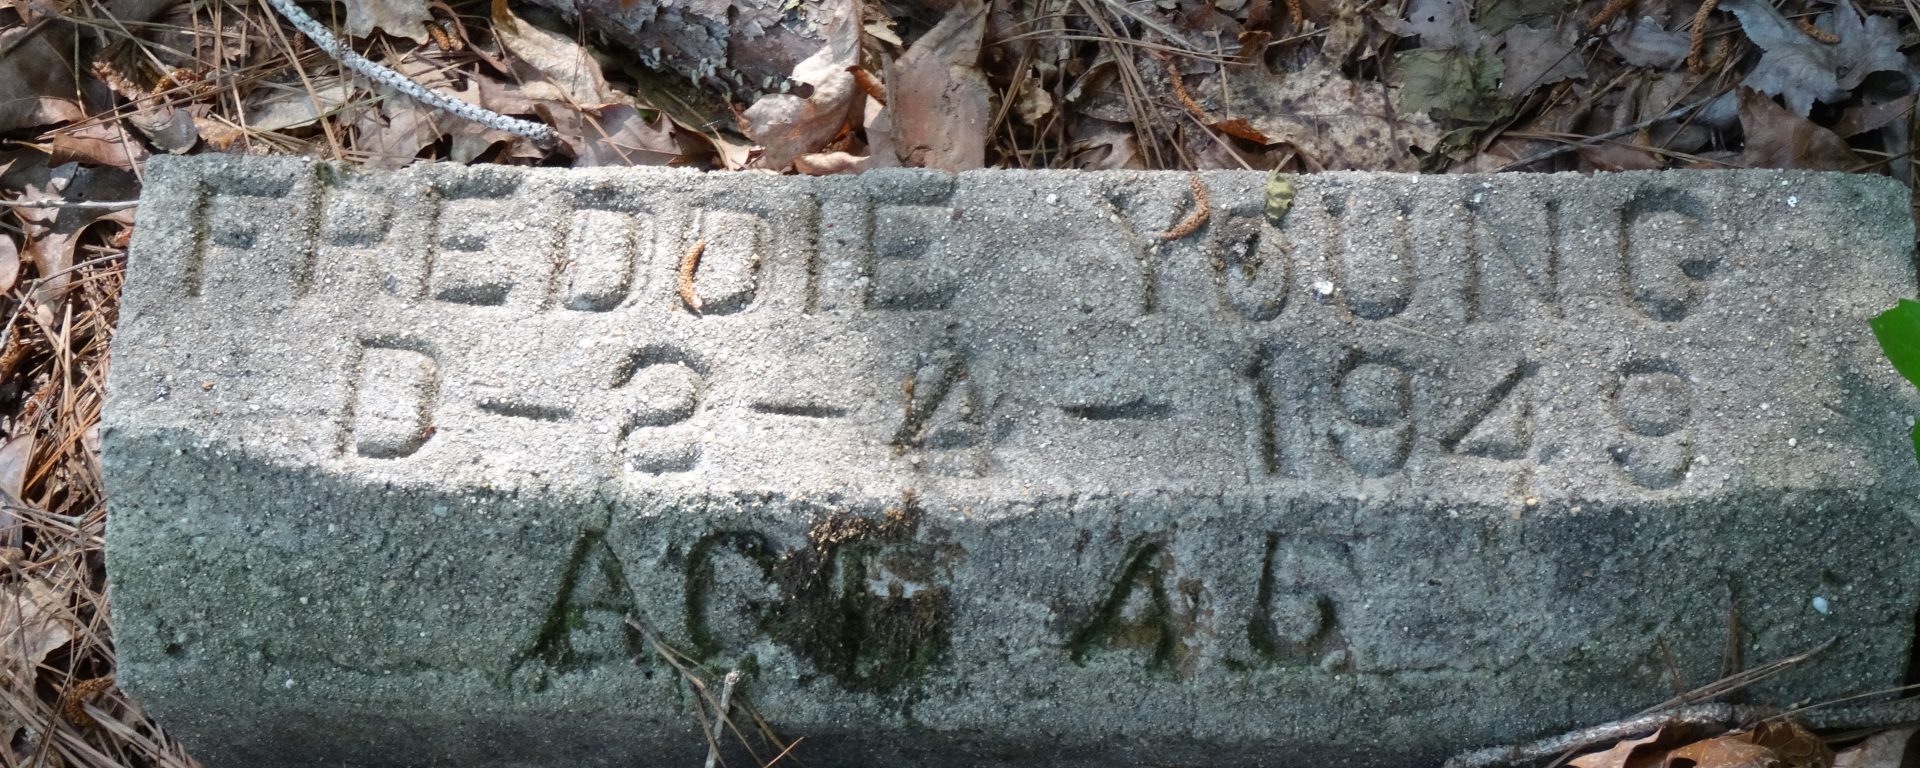 FREDDIE YOUNG
D-2-4-1949
AGE 46